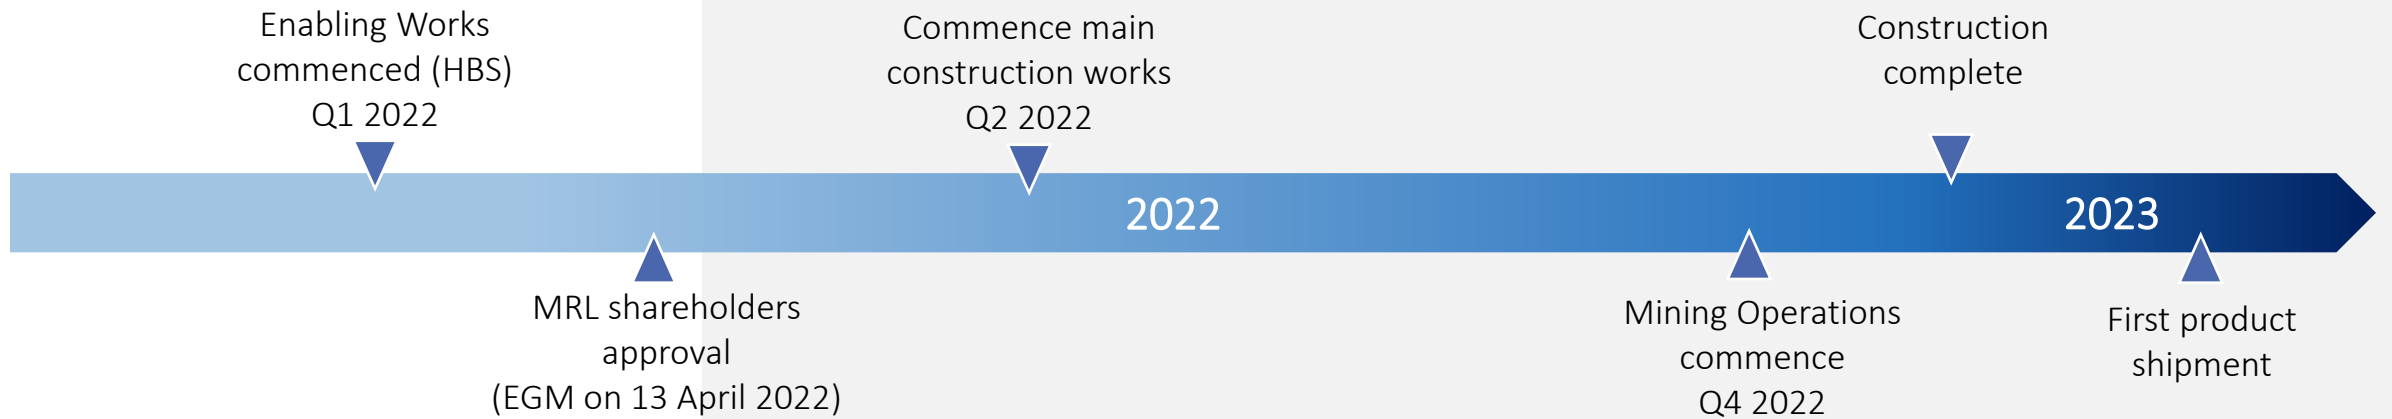 Enabling Works
commenced (HBS)
Q1 2022
Commence main
construction works
Q2 2022
Construction
complete
2022
2023
MRL shareholders
approval
(EGM on 13 April 2022)
Mining Operations
commence
Q4 2022
First product
shipment